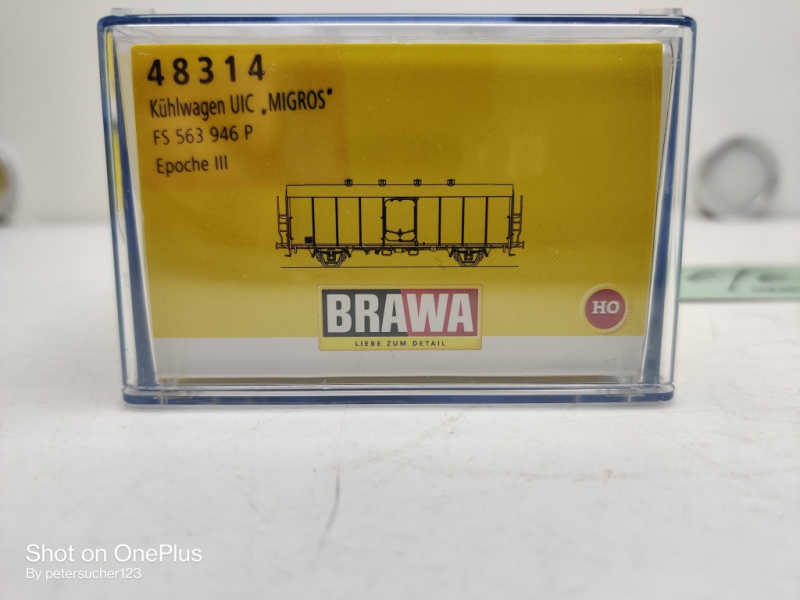 48314
Kühlwagen UIC „MIGROS"
FS 563 946 P
Epoche III
BRAWA
LIEBE ZUM DETAIL
HO
Shot on OnePlus
By petersucher123